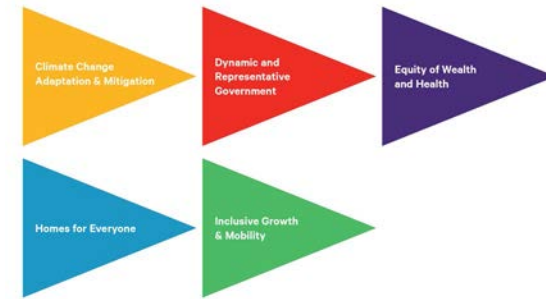 Climate Change
Adaptation & Mitigation
Dynamic and
Representative
Government
Equity of Wealth
and Health
Homes for Everyone
Inclusive Growth
& Mobility